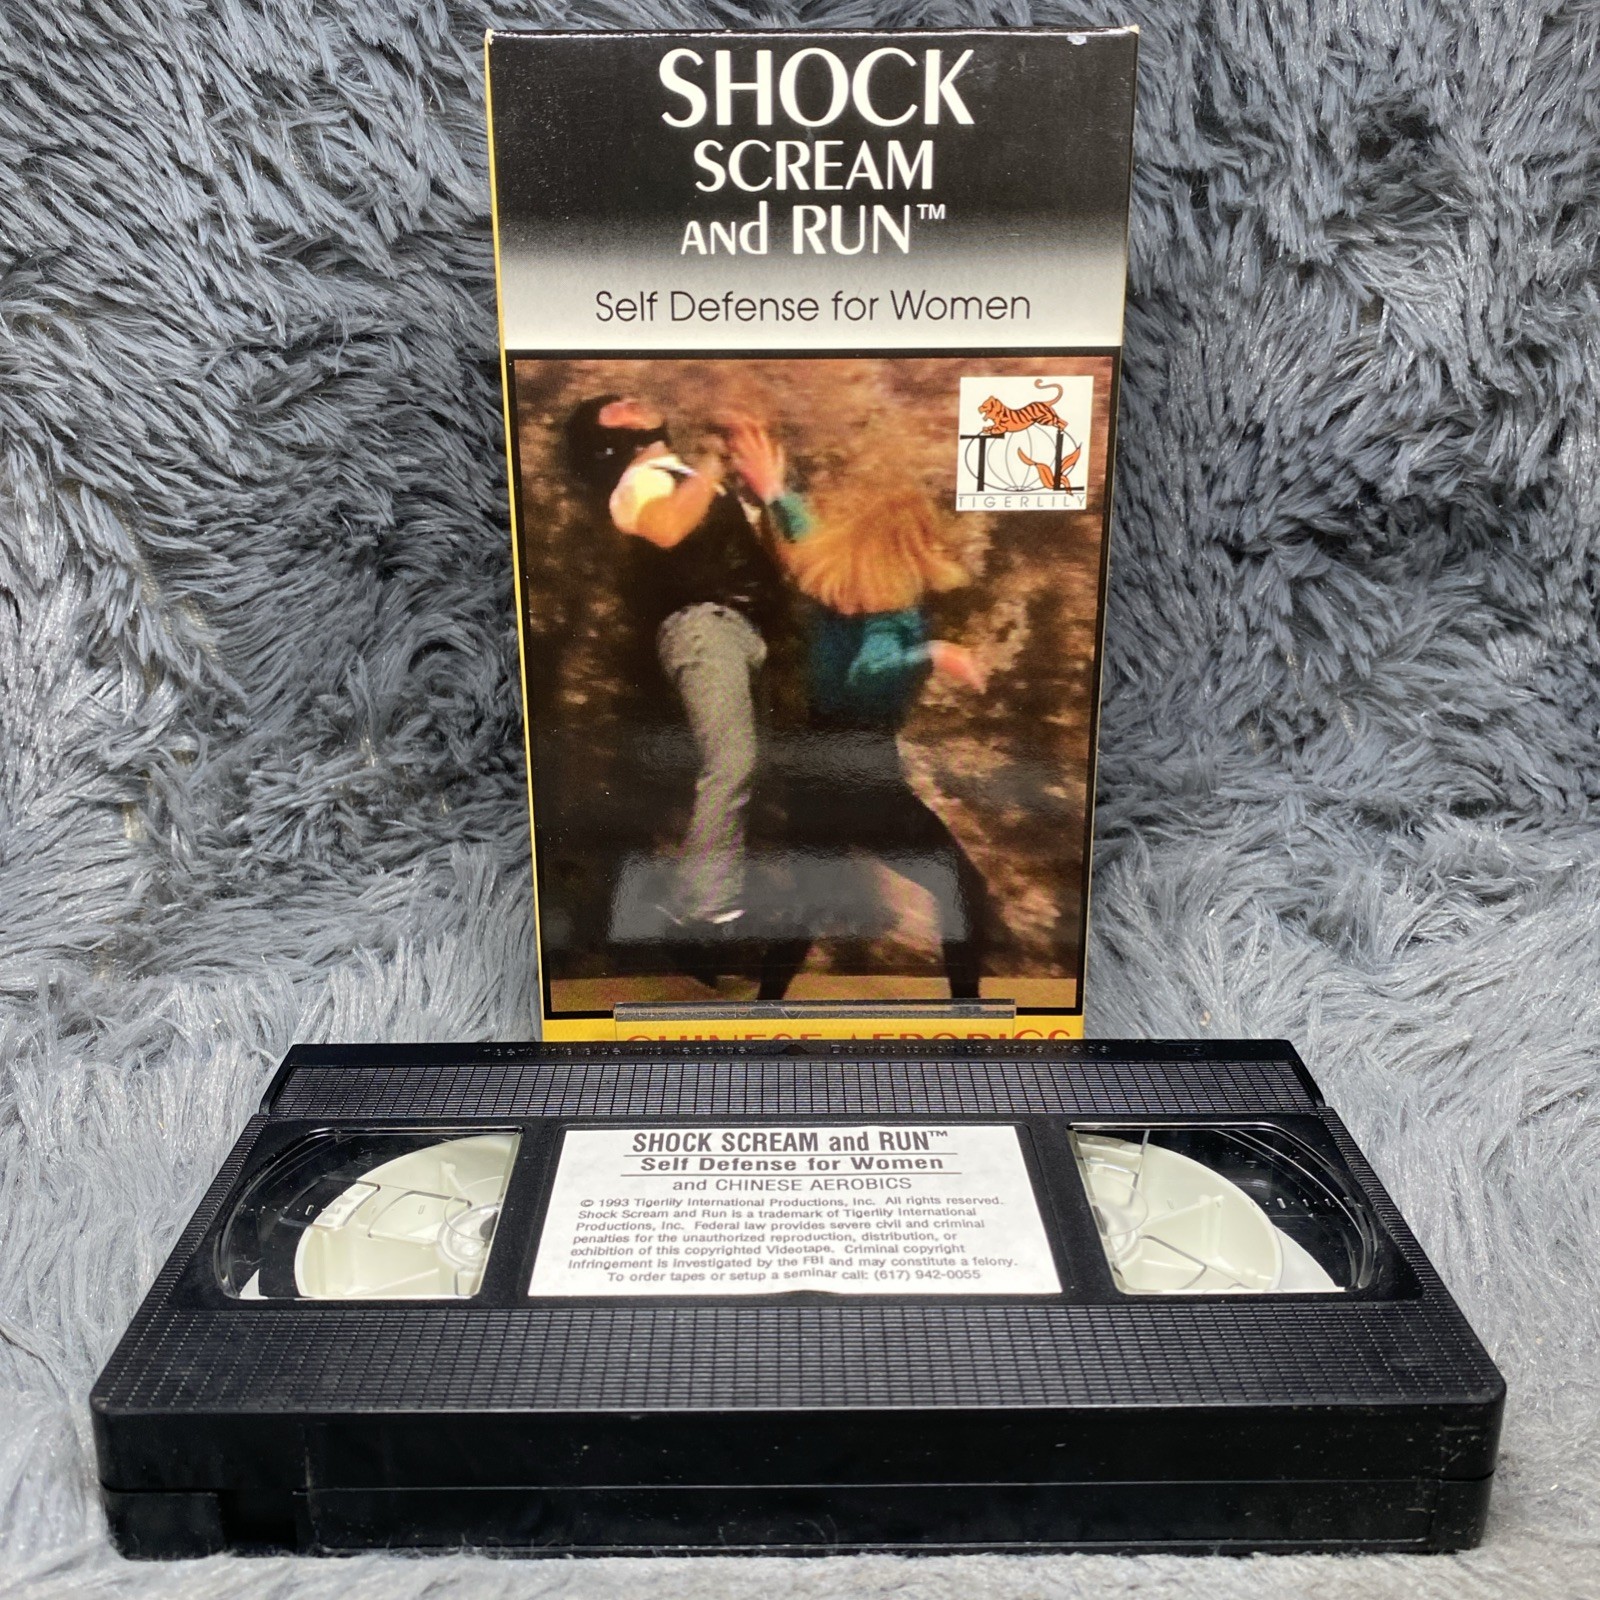 SHOCK
SCREAM
ANd RUN™
Self Defense for Women
TL
TIGERLILY
CHINESE AEROBICS
SHOCK SCREAM and RUN™
Self Defense for Women
and CHINESE AEROBICS
© 1993 Tigerlily International Productions, Inc. All rights reserved.
Shock Scream and Run is a trademark of Tigerlily International
Productions, Inc. Federal law provides severe civil and criminal
penalties for the unauthorized reproduction, distribution, or
exhibition of this copyrighted Videotape. Criminal copyright
infringement is investigated by the FBI and may constitute a felony.
To order tapes or setup a seminar call: (617) 942-0055